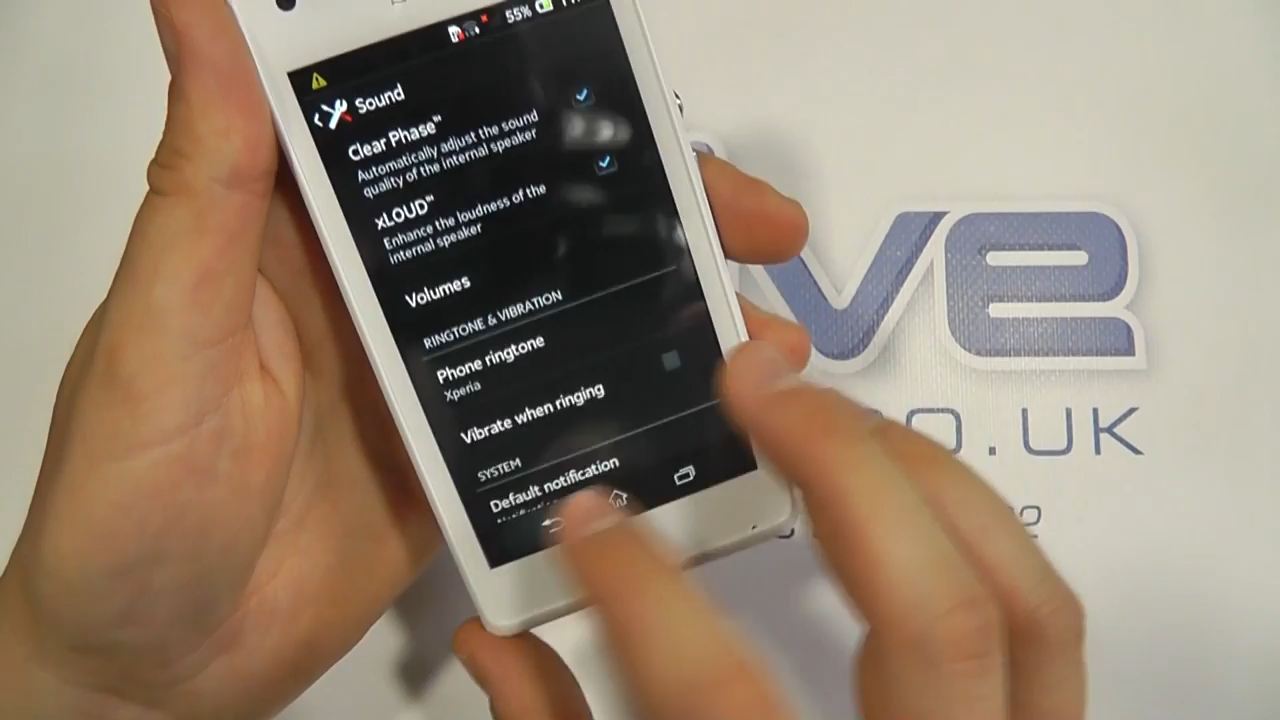 55%
Sound
Clear Phase™
Automatically adjust the sound
quality of the internal speaker
xLOUD™
Enhance the loudness of the
internal speaker
Volumes
RINGTONE & VIBRATION
Phone ringtone
Xperia
Vibrate when ringing
SYSTEM
Default notification
ve
O.UK